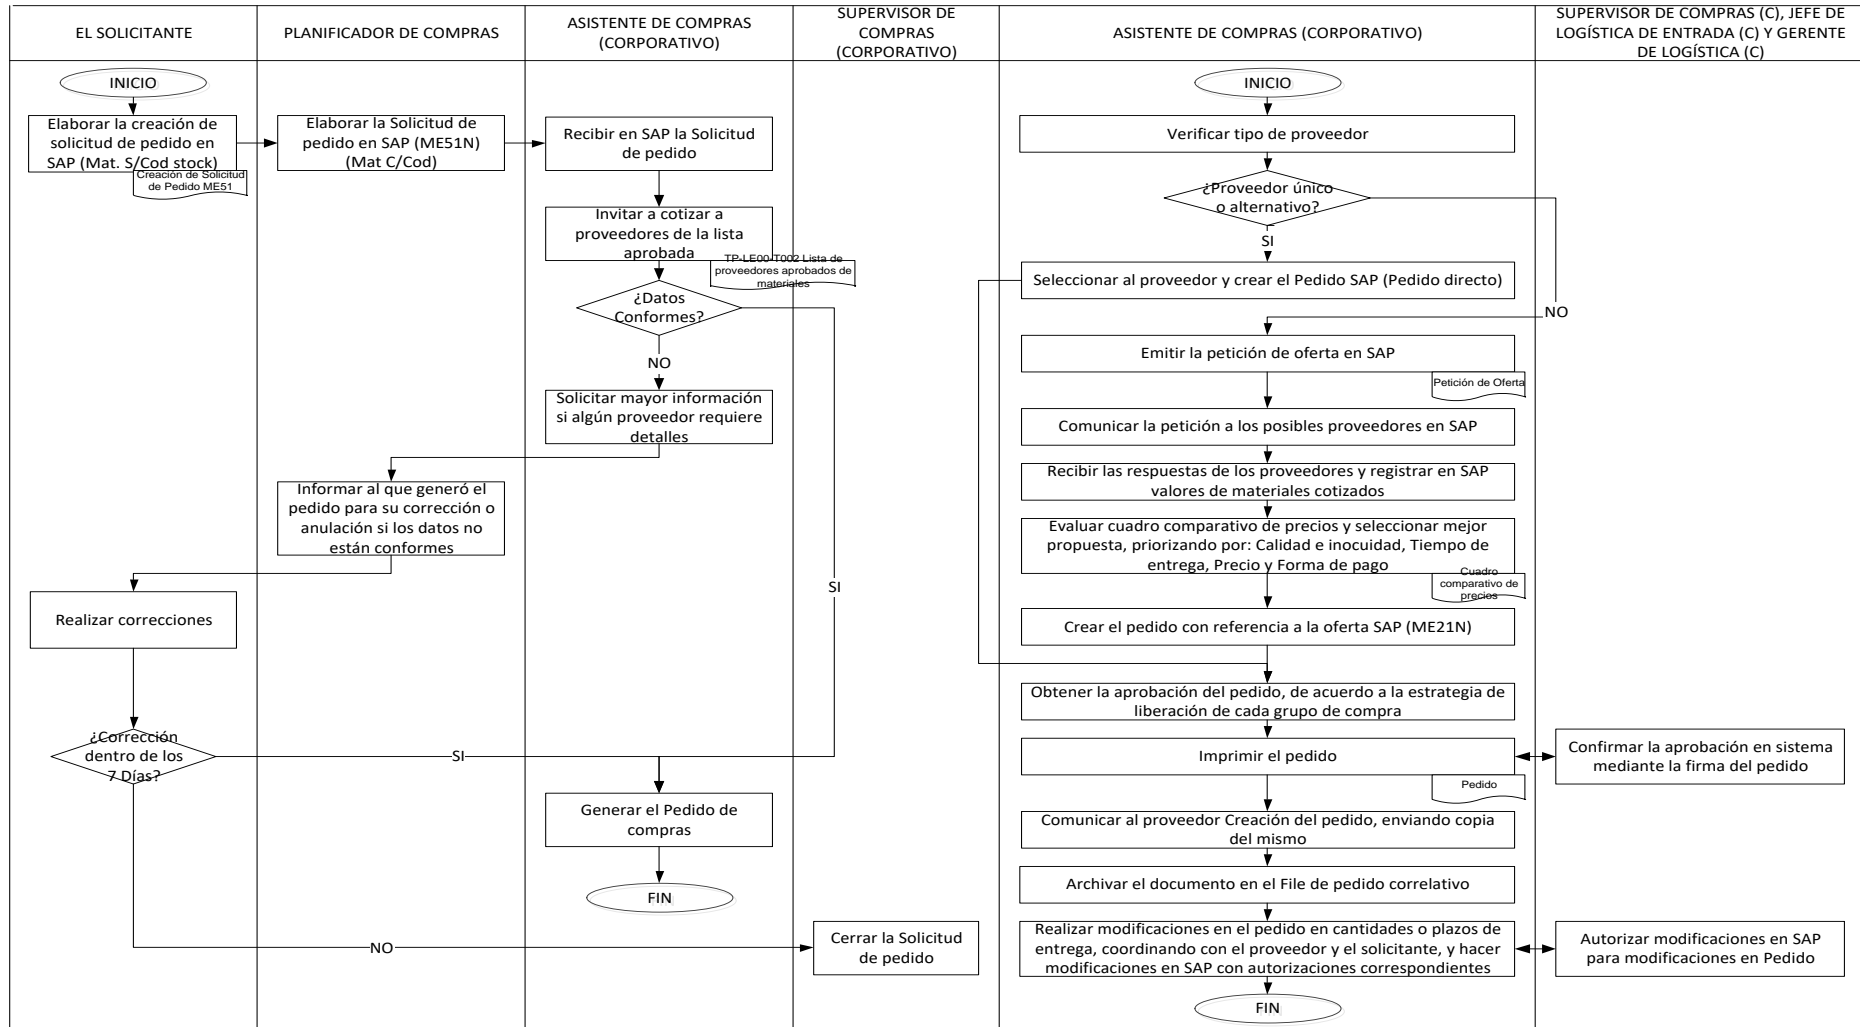 EL SOLICITANTE
PLANIFICADOR DE COMPRAS
ASISTENTE DE COMPRAS
(CORPORATIVO)
SUPERVISOR DE
COMPRAS
(CORPORATIVO)
ASISTENTE DE COMPRAS (CORPORATIVO)
SUPERVISOR DE COMPRAS (C), JEFE DE
LOGÍSTICA DE ENTRADA (C) Y GERENTE
DE LOGÍSTICA (C)
INICIO
Elaborar la creación de
solicitud de pedido en
SAP (Mat. S/Cod stock)
Creación de Solicitud
de Pedido ME51
Elaborar la Solicitud de
pedido en SAP (ME51N)
(Mat C/Cod)
Recibir en SAP la Solicitud
de pedido
Invitar a cotizar a
proveedores de la lista
aprobada
TP-LE00-T002 Lista de
proveedores aprobados de
materiales
¿Datos
Conformes?
NO
SI
Solicitar mayor información
si algún proveedor requiere
detalles
Informar al que generó el
pedido para su corrección o
anulación si los datos no
están conformes
Realizar correcciones
¿Corrección
dentro de los
7 Días?
SI
NO
Generar el Pedido de
compras
FIN
Cerrar la Solicitud
de pedido
INICIO
Verificar tipo de proveedor
¿Proveedor único
o alternativo?
SI
NO
Seleccionar al proveedor y crear el Pedido SAP (Pedido directo)
Emitir la petición de oferta en SAP
Petición de Oferta
Comunicar la petición a los posibles proveedores en SAP
Recibir las respuestas de los proveedores y registrar en SAP
valores de materiales cotizados
Evaluar cuadro comparativo de precios y seleccionar mejor
propuesta, priorizando por: Calidad e inocuidad, Tiempo de
entrega, Precio y Forma de pago
Cuadro
comparativo de
precios
Crear el pedido con referencia a la oferta SAP (ME21N)
Obtener la aprobación del pedido, de acuerdo a la estrategia de
liberación de cada grupo de compra
Imprimir el pedido
Pedido
Confirmar la aprobación en sistema
mediante la firma del pedido
Comunicar al proveedor Creación del pedido, enviando copia
del mismo
Archivar el documento en el File de pedido correlativo
Realizar modificaciones en el pedido en cantidades o plazos de
entrega, coordinando con el proveedor y el solicitante, y hacer
modificaciones en SAP con autorizaciones correspondientes
Autorizar modificaciones en SAP
para modificaciones en Pedido
FIN